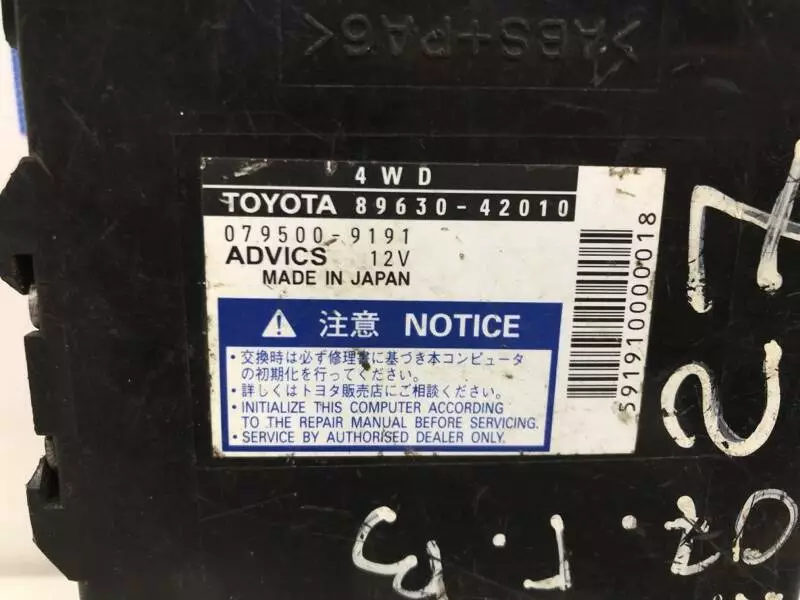 >ABS+PA6<
4WD
TOYOTA 89630-42010
079500-9191
ADVICS 12V
MADE IN JAPAN
注意 NOTICE
・交換時は必ず修理書に基づき本コンピュータ
の初期化を行ってください。
・詳しくはトヨタ販売店にご相談ください。
・INITIALIZE THIS COMPUTER ACCORDING
TO THE REPAIR MANUAL BEFORE SERVICING.
・SERVICE BY AUTHORISED DEALER ONLY.
591910000018